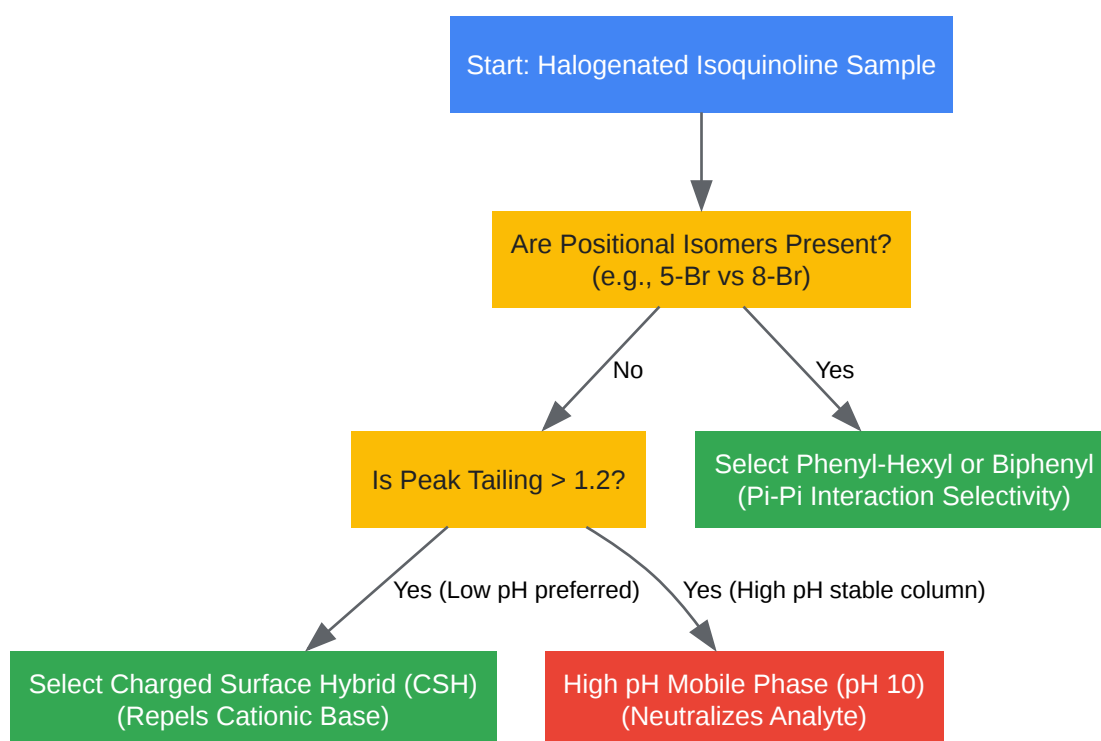 Start: Halogenated Isoquinoline Sample
Are Positional Isomers Present?
(e.g., 5-Br vs 8-Br)
No
Yes
Is Peak Tailing > 1.2?
Select Phenyl-Hexyl or Biphenyl
(Pi-Pi Interaction Selectivity)
Yes (Low pH preferred)
Yes (High pH stable column)
Select Charged Surface Hybrid (CSH)
(Repels Cationic Base)
High pH Mobile Phase (pH 10)
(Neutralizes Analyte)